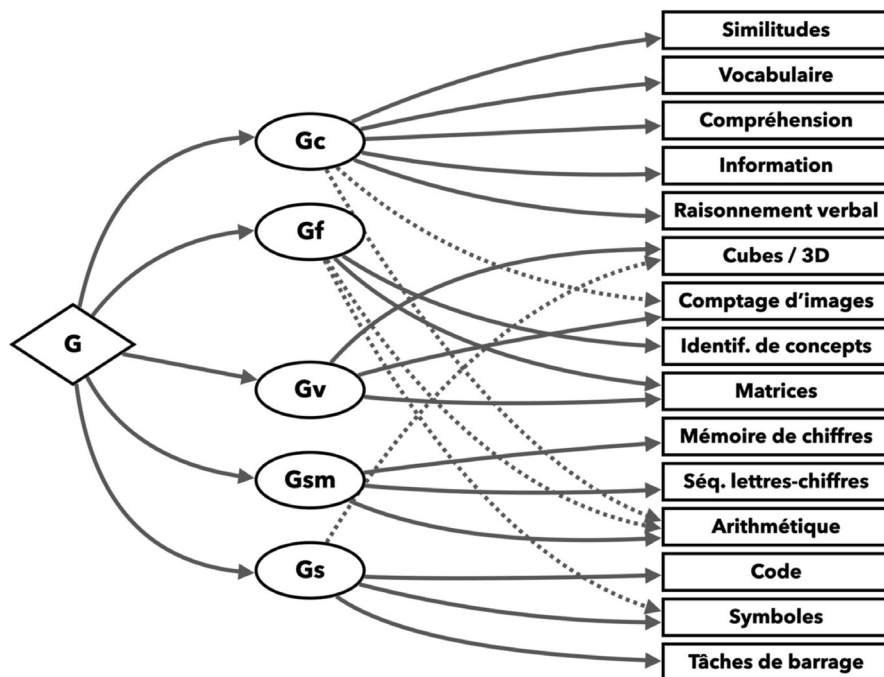 Similitudes
Vocabulaire
Compréhension
Information
Raisonnement verbal
Cubes / 3D
Comptage d’images
Identif. de concepts
Matrices
Mémoire de chiffres
Séq. lettres-chiffres
Arithmétique
Code
Symboles
Tâches de barrage
Gc
Gf
G
Gv
Gsm
Gs